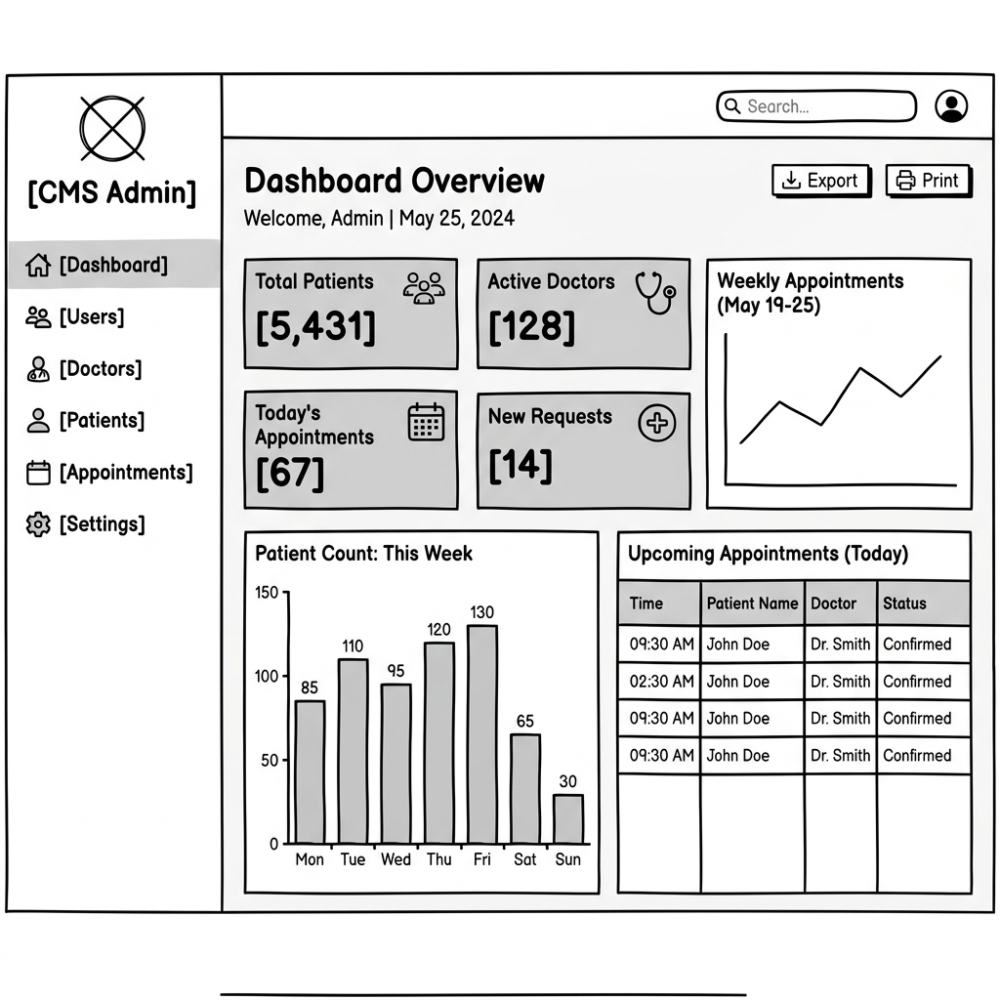 Search...
[CMS Admin]
[Dashboard]
[Users]
[Doctors]
[Patients]
[Appointments]
[Settings]
Dashboard Overview
Welcome, Admin | May 25, 2024
Export
Print
Total Patients
[5,431]
Active Doctors
[128]
Today's
Appointments
[67]
New Requests
[14]
Weekly Appointments
(May 19-25)
Patient Count: This Week
150
100
50
0
85
110
95
120
130
65
30
Mon Tue Wed Thu Fri Sat Sun
Upcoming Appointments (Today)
Time Patient Name Doctor Status
09:30 AM John Doe Dr. Smith Confirmed
02:30 AM John Doe Dr. Smith Confirmed
09:30 AM John Doe Dr. Smith Confirmed
09:30 AM John Doe Dr. Smith Confirmed